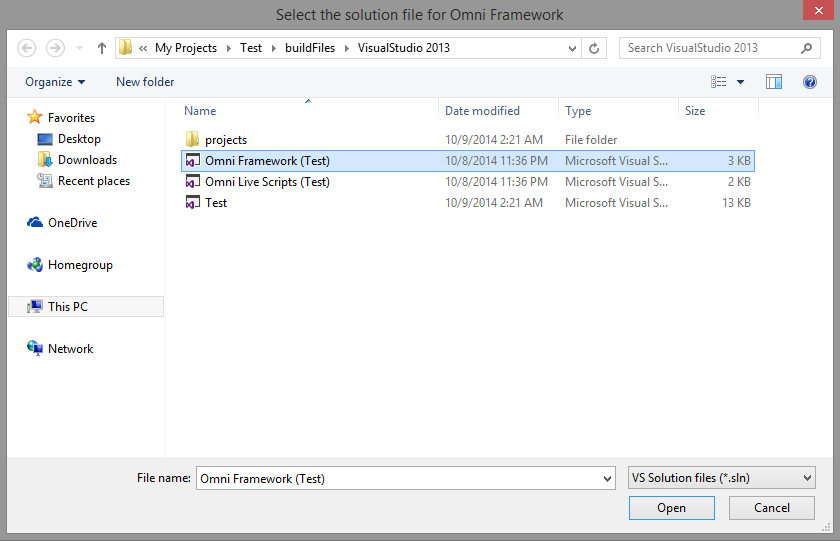 Select the solution file for Omni Framework
« My Projects Test buildFiles VisualStudio 2013
Search VisualStudio 2013
Organize New folder
Name Date modified Type Size
Favorites
Desktop
Downloads
Recent places
OneDrive
Homegroup
This PC
Network
projects 10/9/2014 2:21 AM File folder
Omni Framework (Test) 10/8/2014 11:36 PM Microsoft Visual S... 3 KB
Omni Live Scripts (Test) 10/8/2014 11:36 PM Microsoft Visual S... 2 KB
Test 10/9/2014 2:21 AM Microsoft Visual S... 13 KB
File name: Omni Framework (Test) VS Solution files (*.sln)
Open Cancel